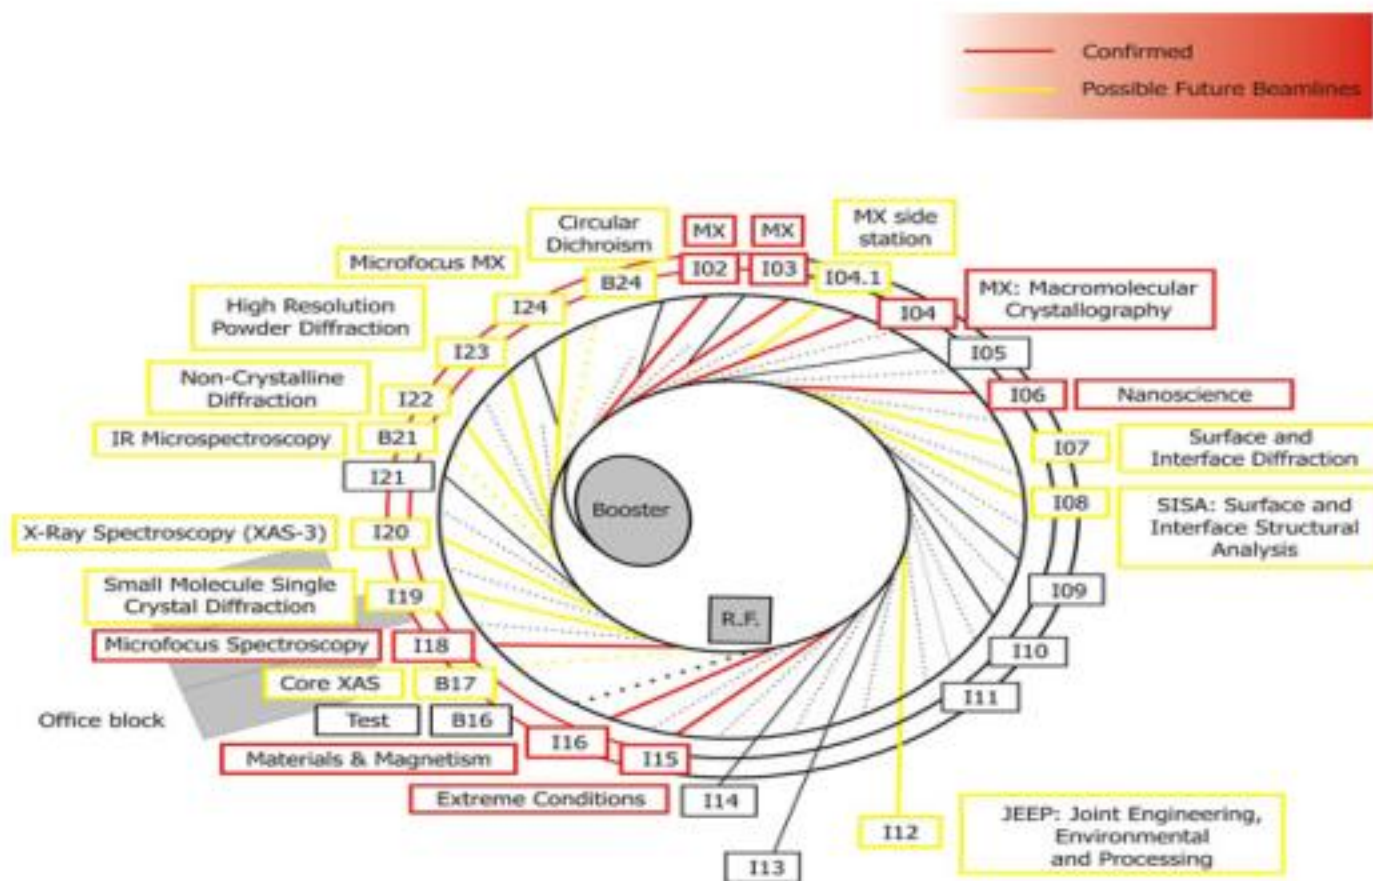 Confirmed
Possible Future Beamlines
Circular
Dichroism
MX
MX
MX side
station
Microfocus MX
B24
I02
I03
I04.1
MX: Macromolecular
Crystallography
High Resolution
Powder Diffraction
I24
I04
I23
I05
Non-Crystalline
Diffraction
I22
I06
Nanoscience
IR Microspectroscopy
B21
I07
Surface and
Interface Diffraction
I21
X-Ray Spectroscopy (XAS-3)
I20
Booster
I08
SISA: Surface and
Interface Structural
Analysis
Small Molecule Single
Crystal Diffraction
I19
R.F.
I09
Microfocus Spectroscopy
I18
I10
Core XAS
B17
I11
Office block
Test
B16
Materials & Magnetism
I16
I15
Extreme Conditions
I14
I12
JEEP: Joint Engineering,
Environmental
and Processing
I13